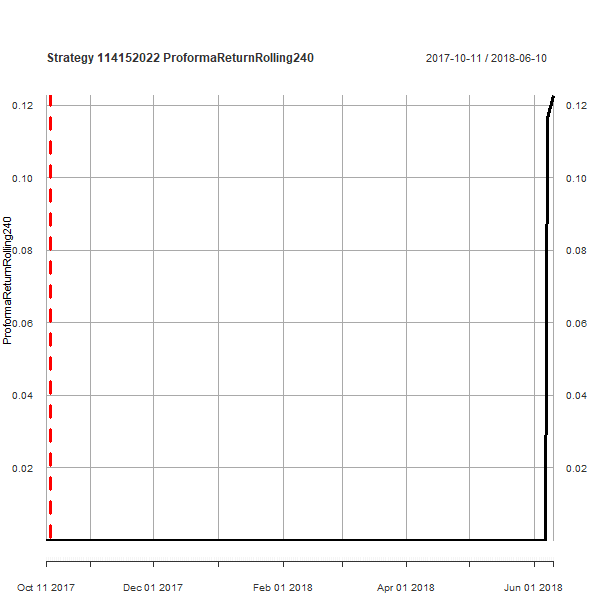 Strategy 114152022 ProformaReturnRolling240
2017-10-11 / 2018-06-10
ProformaReturnRolling240
0.12
0.10
0.08
0.06
0.04
0.02
0.12
0.10
0.08
0.06
0.04
0.02
Oct 11 2017
Dec 01 2017
Feb 01 2018
Apr 01 2018
Jun 01 2018